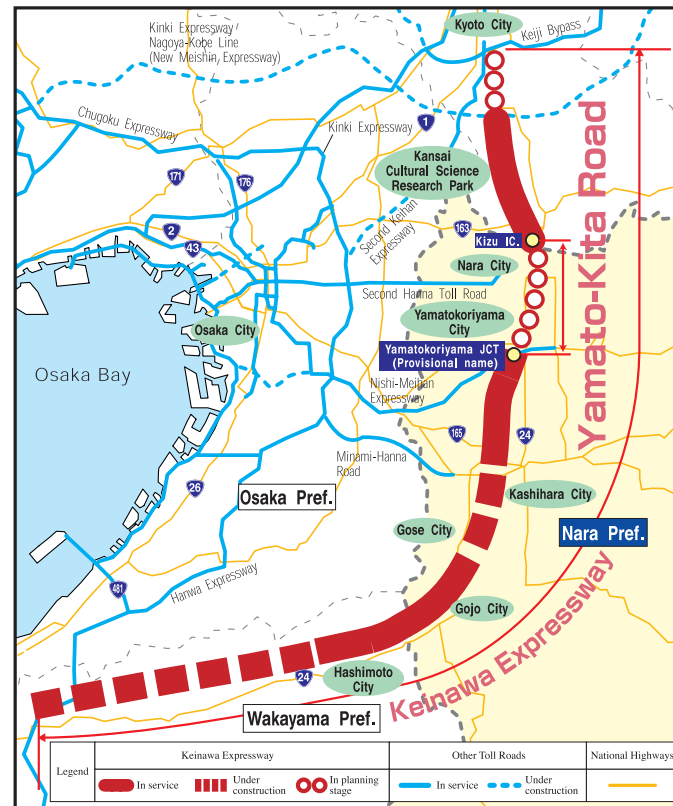 Kyoto City
Kinki Expressway
Nagoya-Kobe Line
(New Meishin, Expressway)
Keiji Bypass
Chugoku Expressway
Kinki Expressway
1
171
176
Kansai
Cultural Science
Research Park
2
43
163
Second Keihan
Expressway
Kizu IC.
Nara City
Second Hanna Toll Road
Yamatokoriyama
City
Osaka City
Yamatokoriyama JCT
(Provisional name)
Yamato-Kita Road
Osaka Bay
Nishi-Meihan
Expressway
165
24
Minami-Hanna
Road
26
Osaka Pref.
Kashihara City
Gose City
Nara Pref.
481
Hanwa Expressway
Gojo City
Keinawa Expressway
24
Hashimoto
City
Wakayama Pref.
Legend
Keinawa Expressway
Other Toll Roads
National Highways
In service
Under
construction
In planning
stage
In service
Under
construction